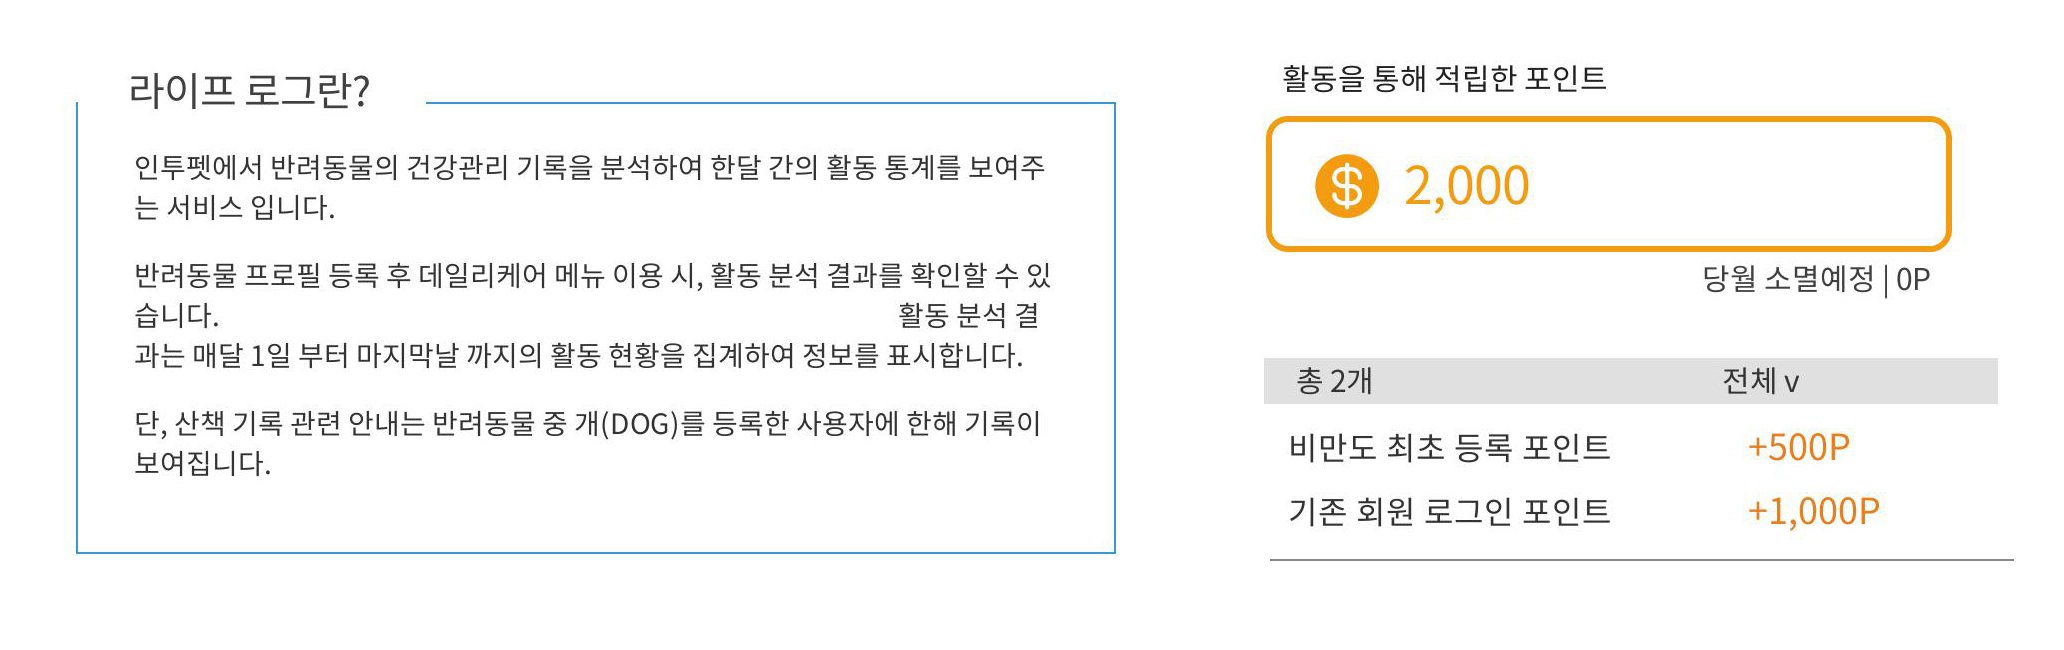 라이프 로그란?
인투펫에서 반려동물의 건강관리 기록을 분석하여 한달 간의 활동 통계를 보여주
는 서비스 입니다.
반려동물 프로필 등록 후 데일리케어 메뉴 이용 시, 활동 분석 결과를 확인할 수 있
습니다. 활동 분석 결
과는 매달 1일 부터 마지막날 까지의 활동 현황을 집계하여 정보를 표시합니다.
단, 산책 기록 관련 안내는 반려동물 중 개(DOG)를 등록한 사용자에 한해 기록이
보여집니다.
활동을 통해 적립한 포인트
$ 2,000
당월 소멸예정 | 0P
총 2개 전체 v
비만도 최초 등록 포인트 +500P
기존 회원 로그인 포인트 +1,000P